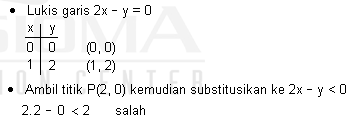 • Lukis garis 2x – y = 0
x | y
0 | 0 (0, 0)
1 | 2 (1, 2)
• Ambil titik P(2, 0) kemudian substitusikan ke 2x – y < 0
2.2 – 0 < 2 salah